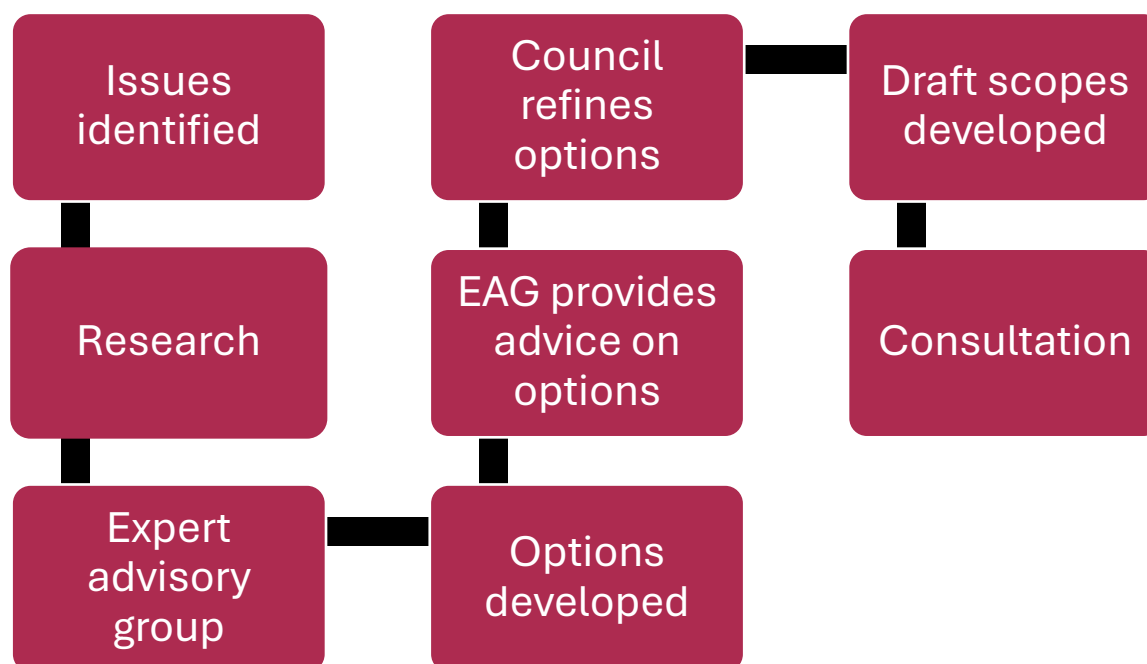 Issues
identified
Research
Expert
advisory
group
Options
developed
EAG provides
advice on
options
Council
refines
options
Draft scopes
developed
Consultation